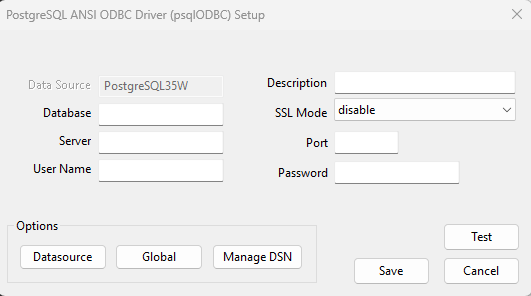 PostgreSQL ANSI ODBC Driver (psqlODBC) Setup
Data Source PostgreSQL35W
Description
Database
SSL Mode disable
Server
Port
User Name
Password
Options
Datasource Global Manage DSN
Test
Save Cancel